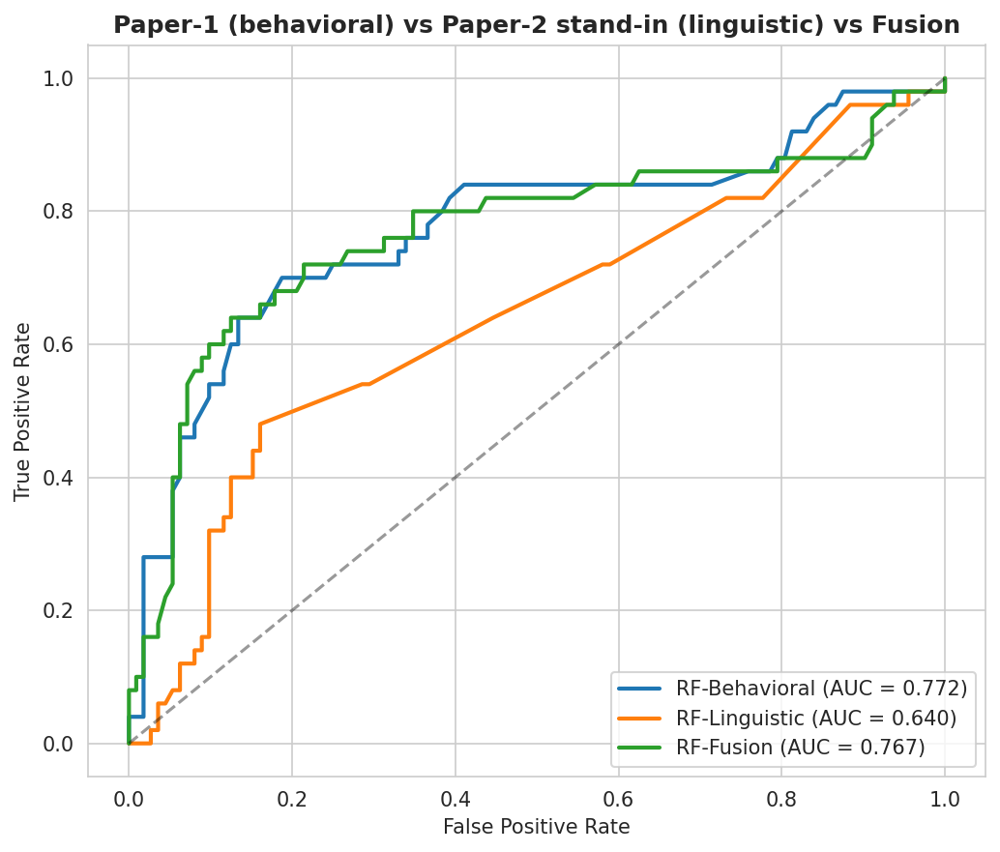 Paper-1 (behavioral) vs Paper-2 stand-in (linguistic) vs Fusion
True Positive Rate
1.0
0.8
0.6
0.4
0.2
0.0
RF-Behavioral (AUC = 0.772)
RF-Linguistic (AUC = 0.640)
RF-Fusion (AUC = 0.767)
0.0 0.2 0.4 0.6 0.8 1.0
False Positive Rate